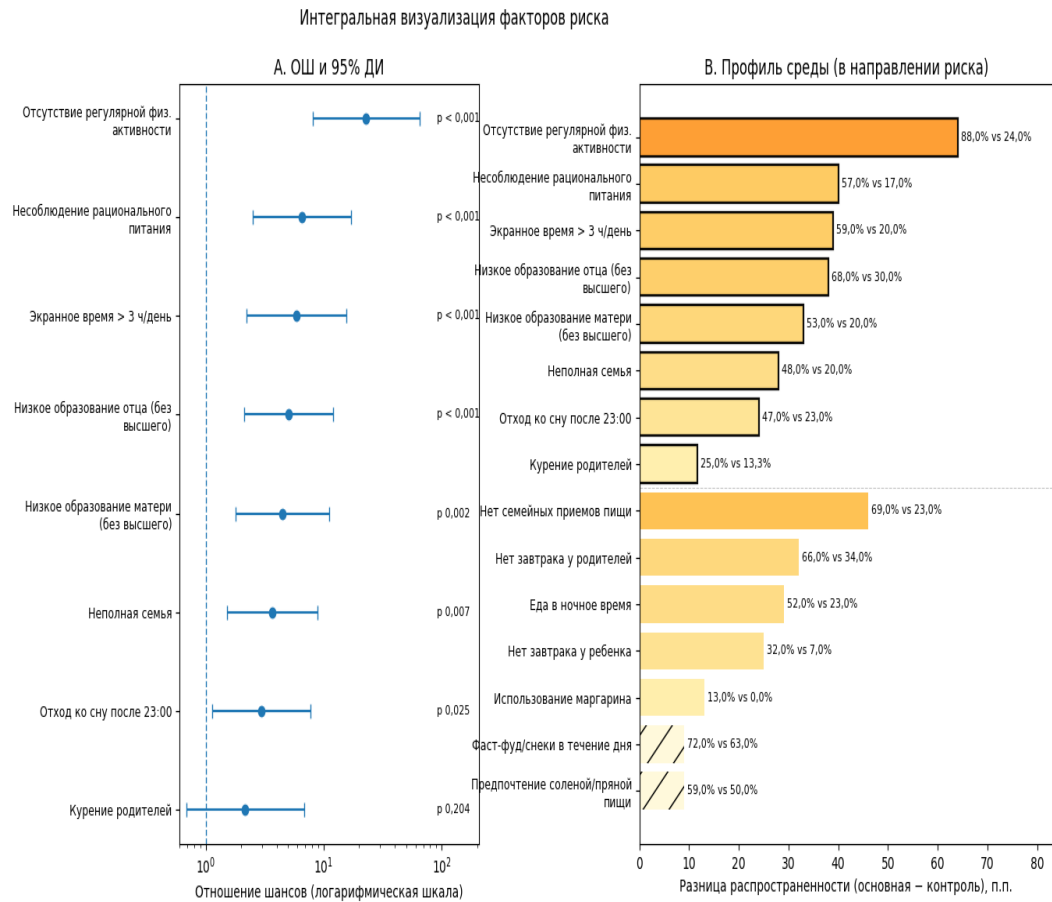 Интегральная визуализация факторов риска
А. ОШ и 95% ДИ
Отсутствие регулярной физ.
активности
p < 0,001
Несоблюдение рационального
питания
p < 0,001
Экранное время > 3 ч/день
p < 0,001
Низкое образование отца (без
высшего)
p < 0,001
Низкое образование матери
(без высшего)
p 0,002
Неполная семья
p 0,007
Отход ко сну после 23:00
p 0,025
Курение родителей
p 0,204
10⁰ 10¹ 10²
Отношение шансов (логарифмическая шкала)
В. Профиль среды (в направлении риска)
Отсутствие регулярной физ.
активности
88,0% vs 24,0%
Несоблюдение рационального
питания
57,0% vs 17,0%
Экранное время > 3 ч/день
59,0% vs 20,0%
Низкое образование отца (без
высшего)
68,0% vs 30,0%
Низкое образование матери
(без высшего)
53,0% vs 20,0%
Неполная семья
48,0% vs 20,0%
Отход ко сну после 23:00
47,0% vs 23,0%
Курение родителей
25,0% vs 13,3%
Нет семейных приемов пищи
69,0% vs 23,0%
Нет завтрака у родителей
66,0% vs 34,0%
Еда в ночное время
52,0% vs 23,0%
Нет завтрака у ребенка
32,0% vs 7,0%
Использование маргарина
13,0% vs 0,0%
Фаст-фуд/снеки в течение дня
72,0% vs 63,0%
Предпочтение соленой/пряной
пищи
59,0% vs 50,0%
0 10 20 30 40 50 60 70 80
Разница распространенности (основная − контроль), п.п.